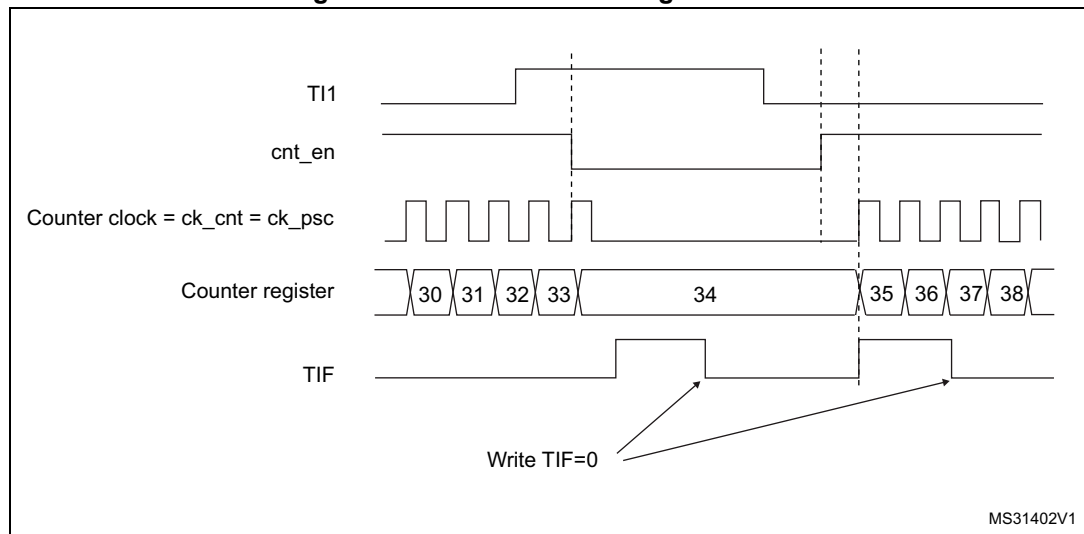 TI1
cnt_en
Counter clock = ck_cnt = ck_psc
Counter register
30 31 32 33 34 35 36 37 38
TIF
Write TIF=0
MS31402V1